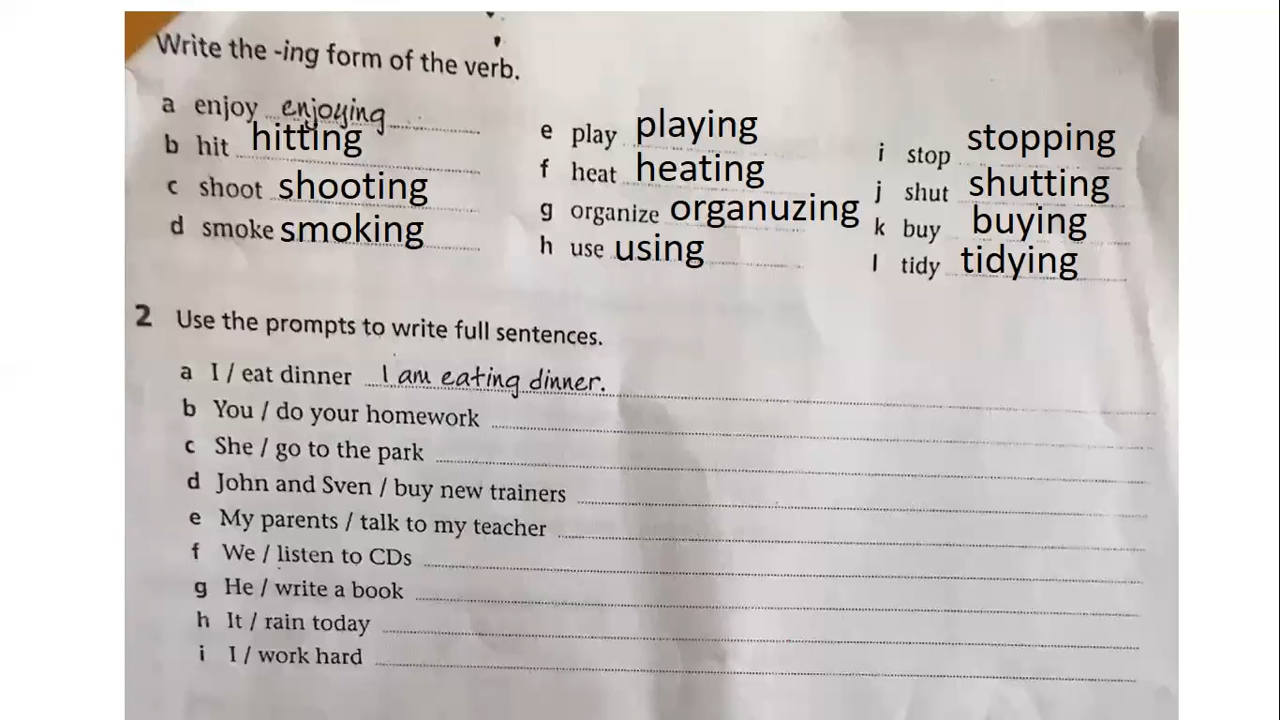 Write the -ing form of the verb.
a enjoy enjoying
b hit hitting
c shoot shooting
d smoke smoking
e play playing
f heat heating
g organize organuzing
h use using
i stop stopping
j shut shutting
k buy buying
l tidy tidying
2 Use the prompts to write full sentences.
a I / eat dinner I am eating dinner.
b You / do your homework
c She / go to the park
d John and Sven / buy new trainers
e My parents / talk to my teacher
f We / listen to CDs
g He / write a book
h It / rain today
i I / work hard